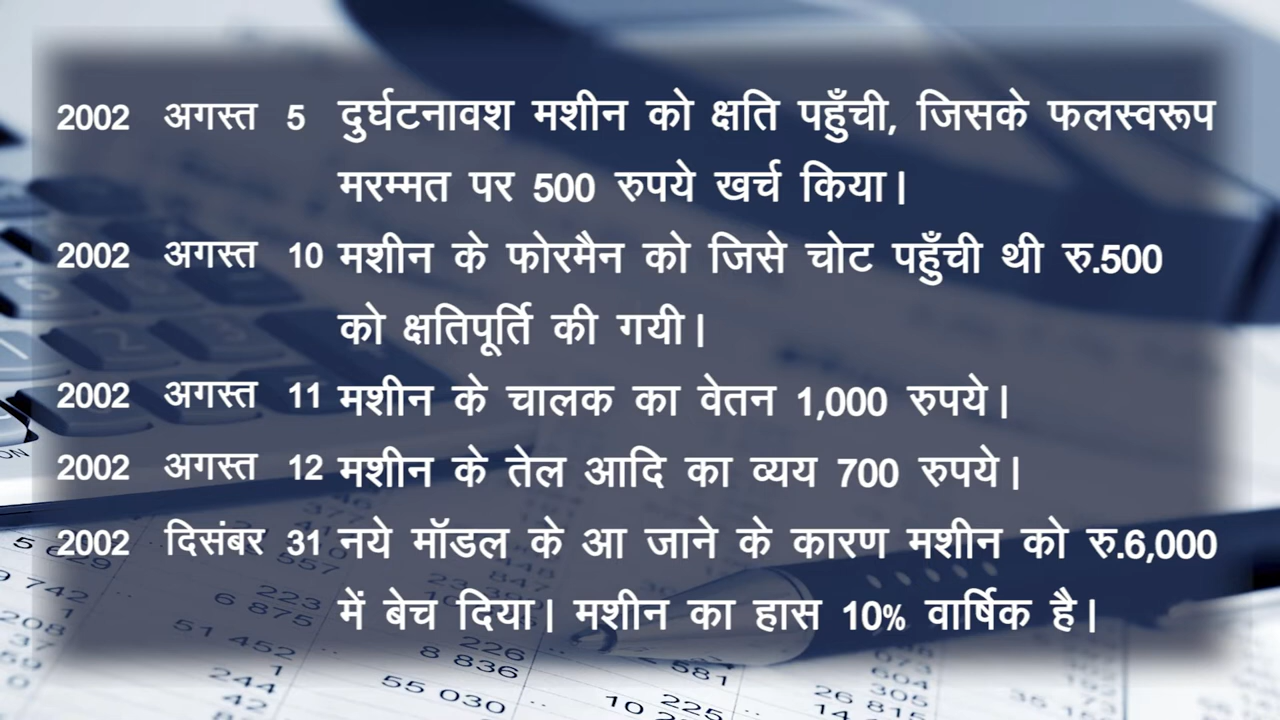 2002 अगस्त 5 दुर्घटनावश मशीन को क्षति पहुँची, जिसके फलस्वरूप
मरम्मत पर 500 रुपये खर्च किया।
2002 अगस्त 10 मशीन के फोरमैन को जिसे चोट पहुँची थी रु.500
को क्षतिपूर्ति की गयी।
2002 अगस्त 11 मशीन के चालक का वेतन 1,000 रुपये।
2002 अगस्त 12 मशीन के तेल आदि का व्यय 700 रुपये।
2002 दिसंबर 31 नये मॉडल के आ जाने के कारण मशीन को रु.6,000
में बेच दिया। मशीन का हास 10% वार्षिक है।